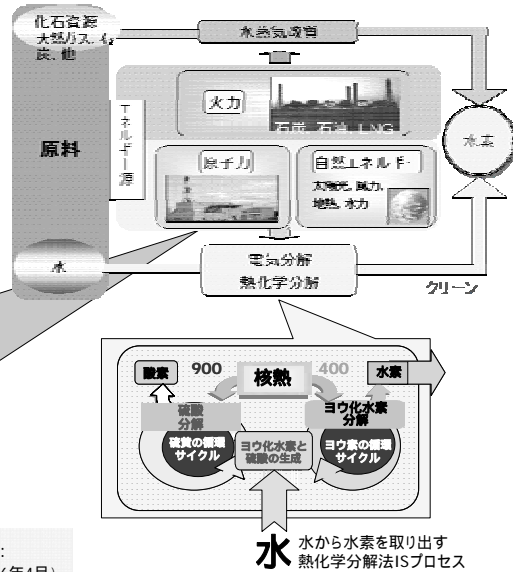 化石資源
天然ガス、石
炭、他
水蒸気改質
エネルギー源
火力
石炭、石油、LNG
原料
水素
原子力
自然エネルギー
太陽光、風力、
地熱、水力
水
電気分解
熱化学分解
クリーン
酸素
900
核熱
400
水素
硫酸
分解
ヨウ化水素
分解
硫黄の循環
サイクル
ヨウ化水素と
硫酸の生成
ヨウ素の循環
サイクル
水
水から水素を取り出す
熱化学分解法ISプロセス
年4月)